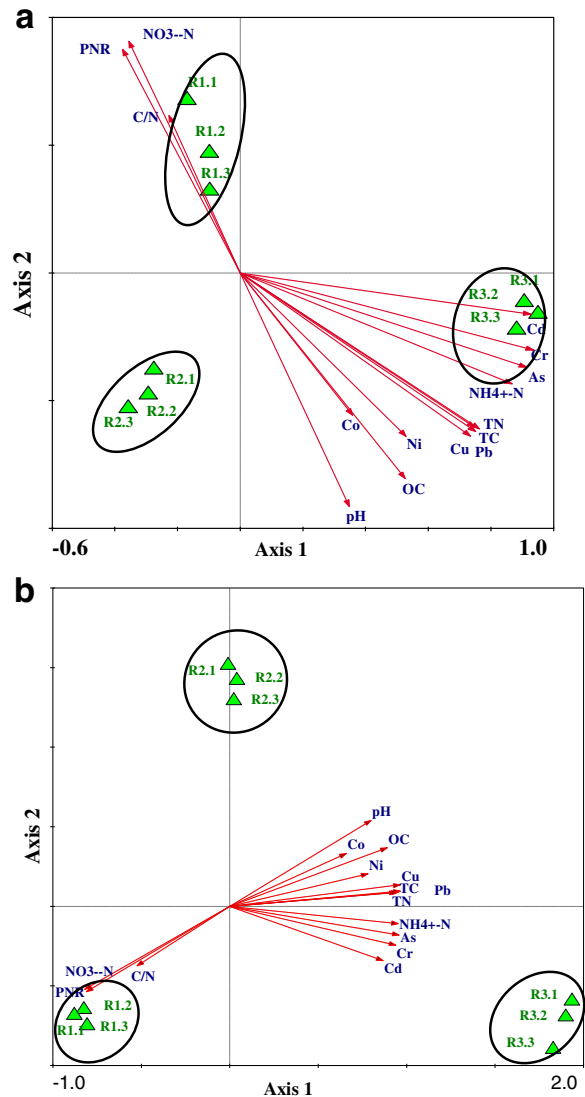 a
NO3--N
PNR
R1.1
C/N
R1.2
R1.3
Axis 2
R3.1
R3.2
R3.3
Cd
Cr
As
NH4+-N
R2.1
R2.2
R2.3
Co
TN
Ni
TC
Cu Pb
OC
pH
-0.6 Axis 1 1.0
b
R2.1
R2.2
R2.3
Axis 2
pH
Co OC
Ni
Cu
TC Pb
TN
NH4+-N
As
Cr
Cd
NO3--N
C/N
PNR
R1.2
R1.1 R1.3
R3.1
R3.2
R3.3
-1.0 Axis 1 2.0